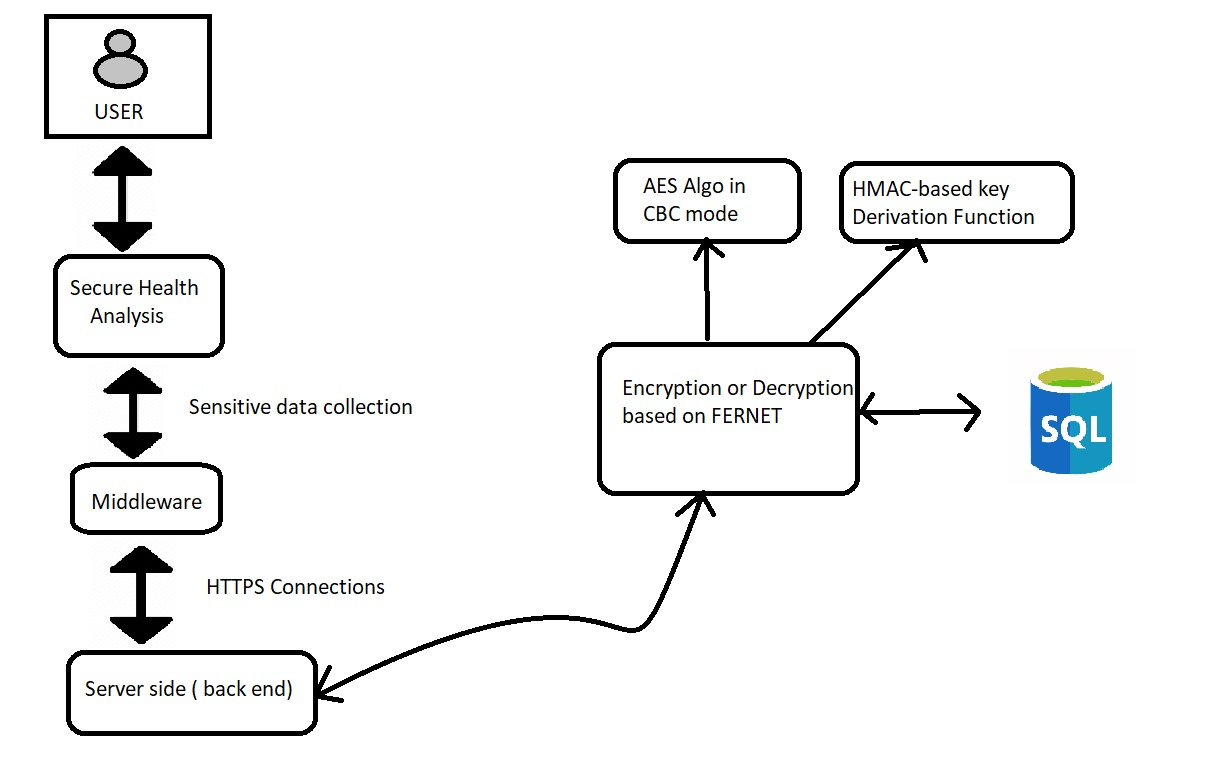 USER
Secure Health
Analysis
Sensitive data collection
Middleware
HTTPS Connections
Server side ( back end)
AES Algo in
CBC mode
HMAC-based key
Derivation Function
Encryption or Decryption
based on FERNET
SQL